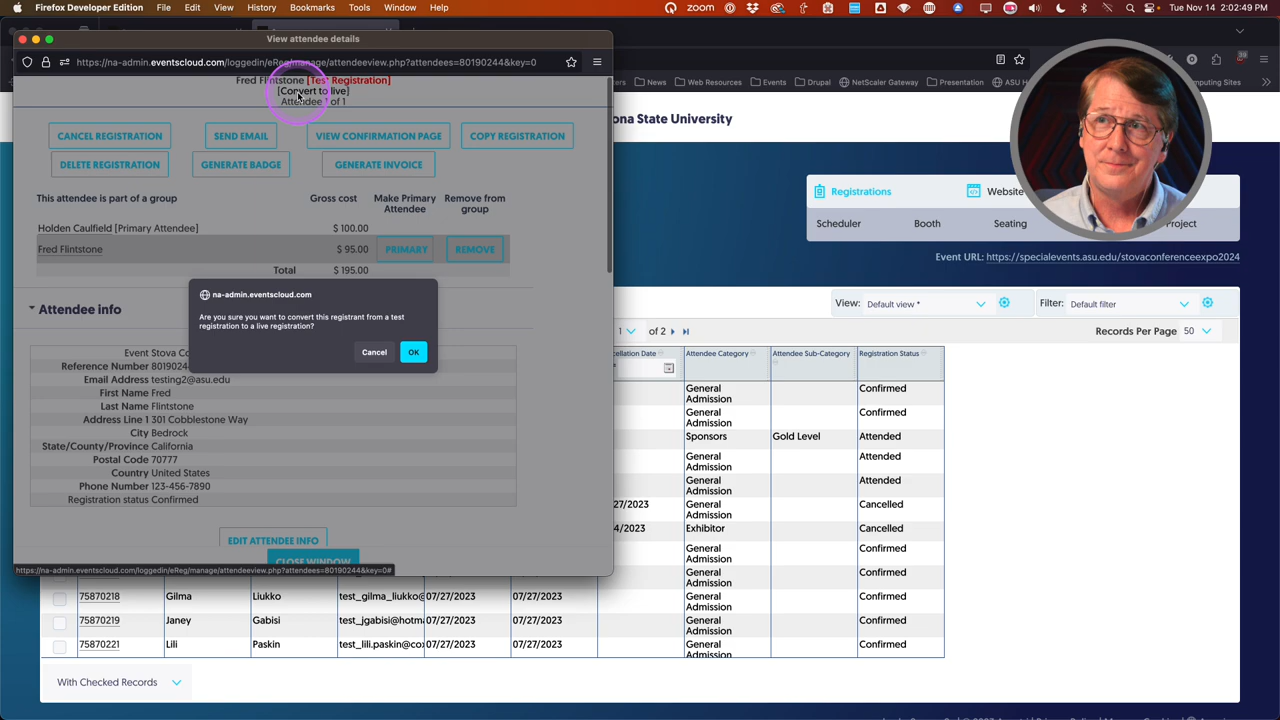 Firefox Developer Edition File Edit View History Bookmarks Tools Window Help zoom Tue Nov 14 2:02:49 PM
View attendee details
https://na-admin.eventscloud.com/loggedin/eReg/manage/attendeeview.php?attendees=80190244&key=0
News Web Resources Events Drupal NetScaler Gateway Presentation
Fred Flintstone [Test Registration]
[Convert to live]
Attendee 1 of 1
CANCEL REGISTRATION SEND EMAIL VIEW CONFIRMATION PAGE COPY REGISTRATION
DELETE REGISTRATION GENERATE BADGE GENERATE INVOICE
This attendee is part of a group Gross cost Make Primary Attendee Remove from group
Holden Caulfield [Primary Attendee] $ 100.00
Fred Flintstone $ 95.00 PRIMARY REMOVE
Total $ 195.00
na-admin.eventscloud.com
Are you sure you want to convert this registrant from a test
registration to a live registration?
Cancel OK
Attendee info
Reference Number
Email Address testing2@asu.edu
First Name Fred
Last Name Flintstone
Address Line 1 301 Cobblestone Way
City Bedrock
State/County/Province California
Postal Code 70777
Country United States
Phone Number 123-456-7890
Registration status Confirmed
EDIT ATTENDEE INFO
CLOSE WINDOW
https://na-admin.eventscloud.com/loggedin/eReg/manage/attendeeview.php?attendees=80190244&key=0#
ona State University
Registrations Website
Scheduler Booth Seating Project
Event URL: https://specialevents.asu.edu/stovaconferenceexpo2024
View: Default view * Filter: Default filter
1 of 2 Records Per Page 50
cellation Date Attendee Category Attendee Sub-Category Registration Status
General Admission Confirmed
General Admission Confirmed
Sponsors Gold Level Attended
General Admission Attended
General Admission Attended
27/2023 General Admission Cancelled
4/2023 Exhibitor Cancelled
General Admission Confirmed
General Admission Confirmed
75870218 Gilma Liukko test_gilma_liukko@ 07/27/2023 07/27/2023 General Admission Confirmed
75870219 Janey Gabisi test_jgabisi@hotm 07/27/2023 07/27/2023 General Admission Confirmed
75870221 Lili Paskin test_lili.paskin@co 07/27/2023 07/27/2023 General Admission Confirmed
With Checked Records